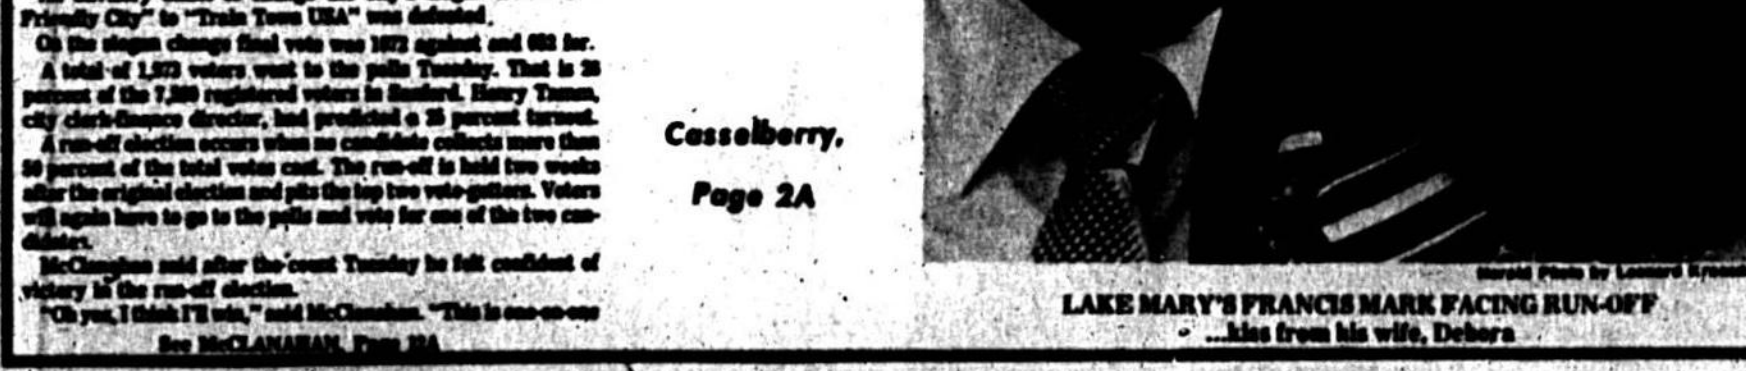 Friendly City" to "Train Town USA" was defeated.
On the slogan change final vote was 1072 against and 682 for.
A total of voters went to the polls Tuesday. That is
percent of the registered voters in Sanford. Henry Tamm,
city clerk-finance director, had predicted a percent turnout.
A run-off election occurs when no candidate collects more than
50 percent of the total votes cast. The run-off is held two weeks
after the original election and pits the top two vote-getters. Voters
will again have to go to the polls and vote for one of the two can-
didates.
McClanahan said after the count Tuesday he felt confident of
victory in the run-off election.
"Oh yes, I think I'll win," said McClanahan. "This is one-on-one
See McCLANAHAN, Page
Casselberry,
Page 2A
Herald Photo by Leonard
LAKE MARY'S FRANCIS MARK FACING RUN-OFF
...kiss from his wife, Debora